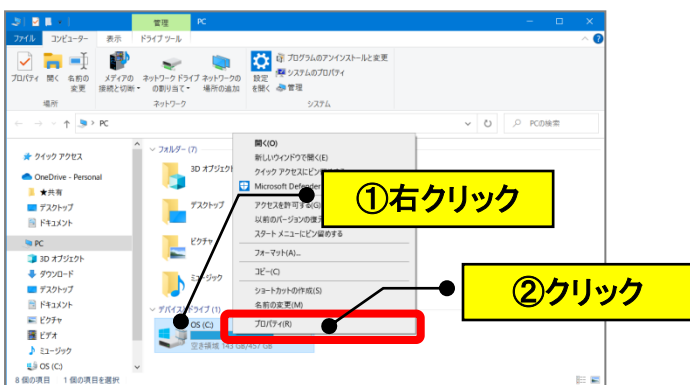 管理
PC
ファイル
コンピューター
表示
ドライブ ツール
プロパティ
開く
名前の
変更
メディアの
接続と切断
ネットワーク ドライブ
の割り当て
ネットワークの
場所の追加
設定
を開く
プログラムのアンインストールと変更
システムのプロパティ
管理
場所
ネットワーク
システム
PC
PCの検索
クイック アクセス
OneDrive - Personal
★共有
デスクトップ
ドキュメント
PC
3D オブジェクト
ダウンロード
デスクトップ
ドキュメント
ピクチャ
ビデオ
ミュージック
OS (C:)
フォルダー (7)
3D オブジェクト
デスクトップ
ピクチャ
ミュージック
デバイスとドライブ (1)
OS (C:)
空き領域 143 GB/457 GB
開く(O)
新しいウィンドウで開く(E)
クイック アクセスにピン
Microsoft Defender
アクセスを許可する(G)
以前のバージョンの復元
スタート メニューにピン留めする
フォーマット(A)...
コピー(C)
ショートカットの作成(S)
名前の変更(M)
プロパティ(R)
①右クリック
②クリック
8 個の項目
1 個の項目を選択